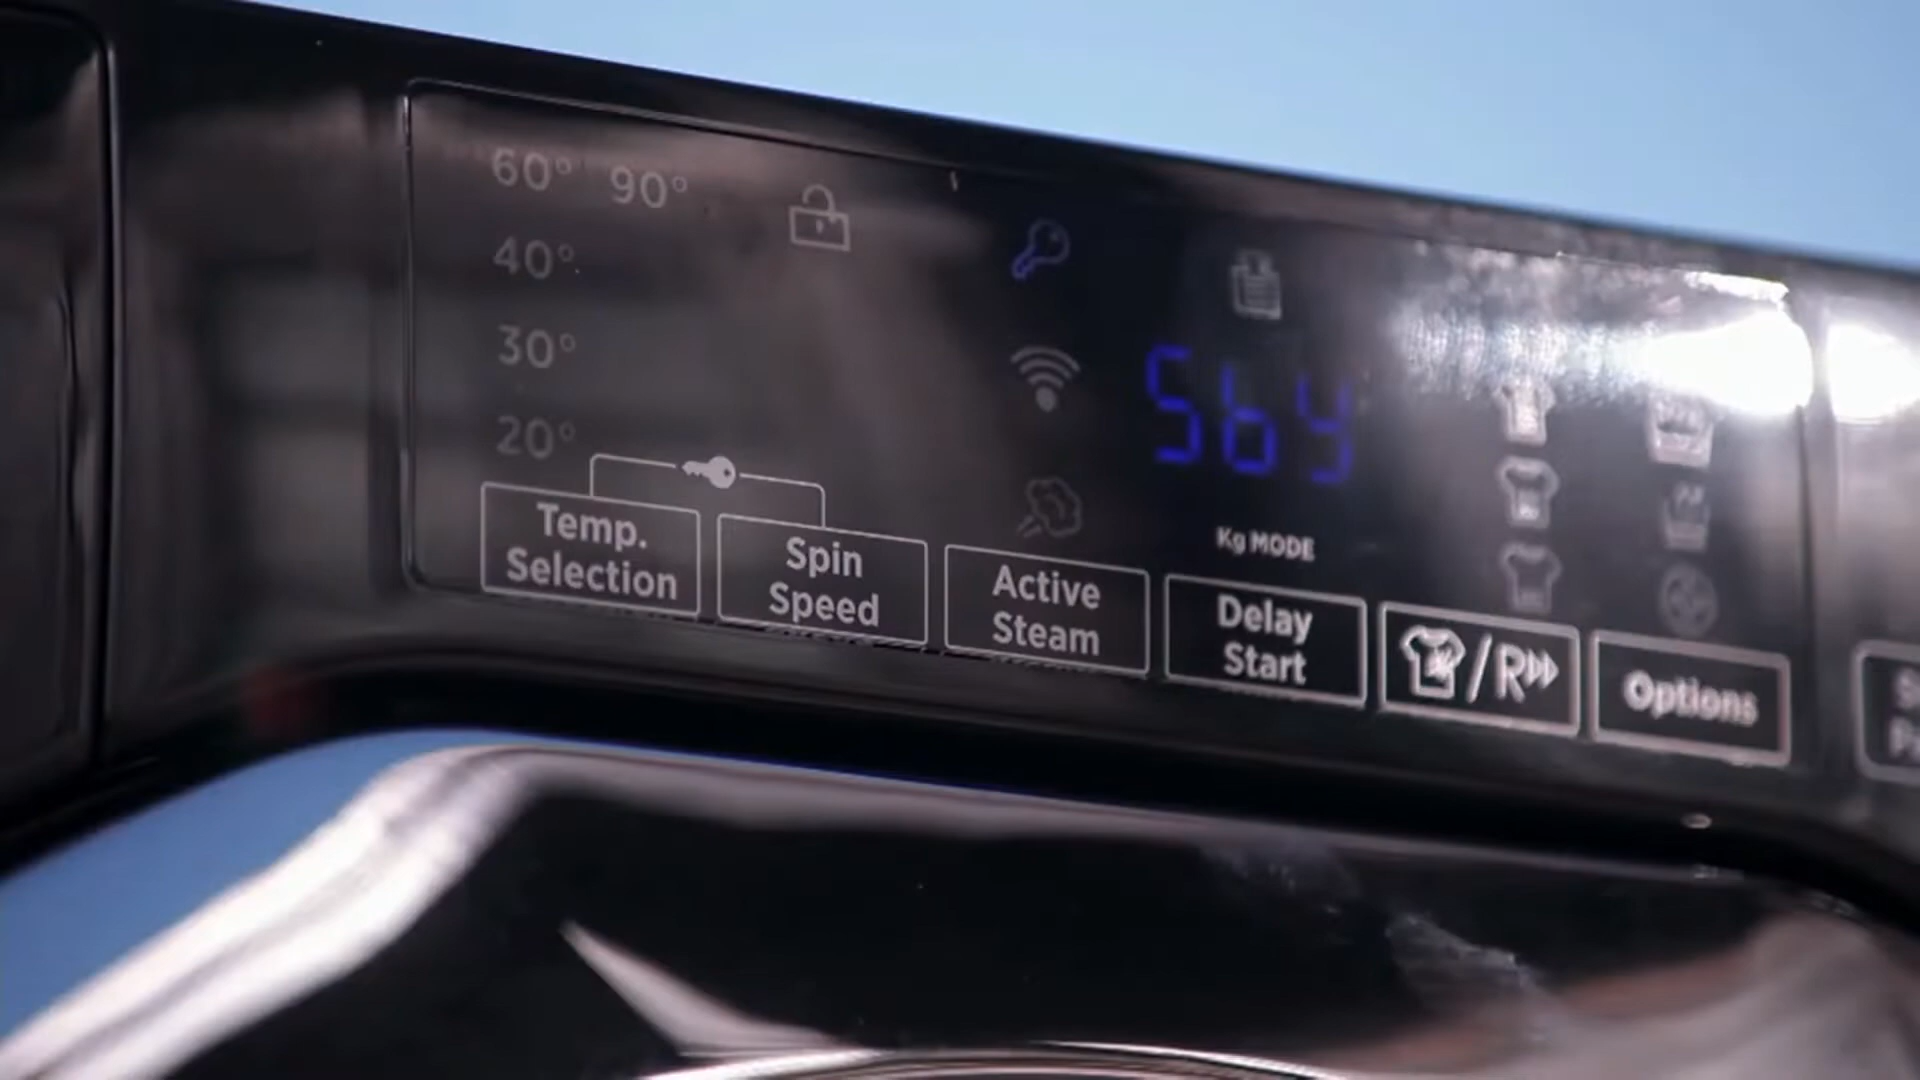 60° 90°
40°
30°
20°
Sby
Kg MODE
Temp.
Selection
Spin
Speed
Active
Steam
Delay
Start
/R
Options